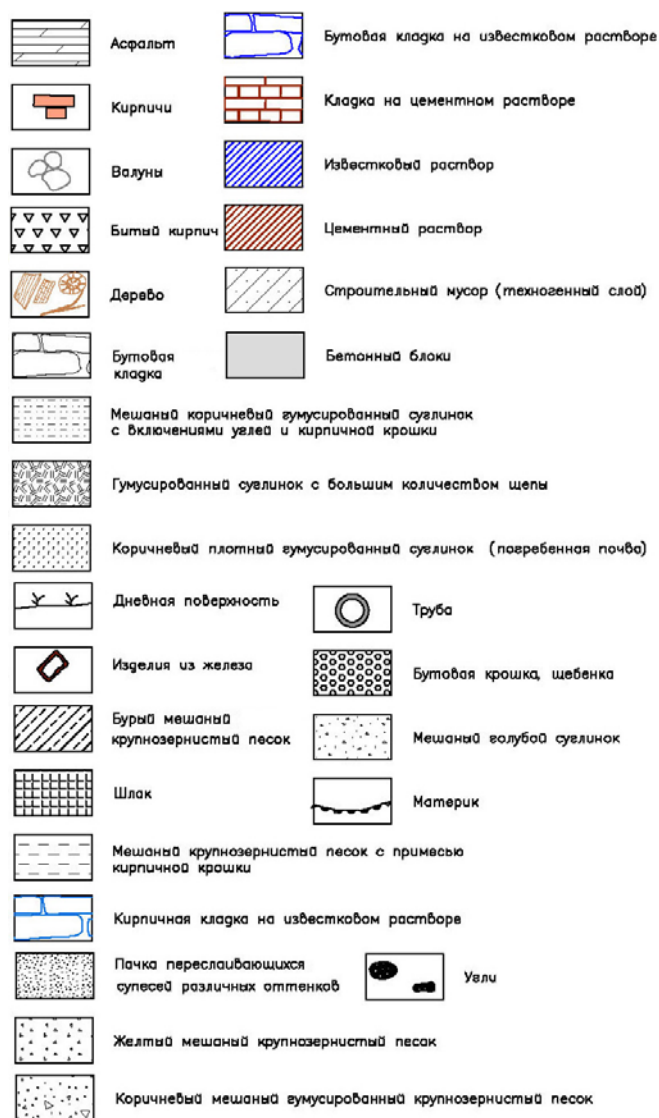 Асфальт
Бутовая кладка на известковом растворе
Кирпичи
Кладка на цементном растворе
Валуны
Известковый раствор
Битый кирпич
Цементный раствор
Дерево
Строительный мусор (техногенный слой)
Бутовая
кладка
Бетонный блоки
Мешаный коричневый гумусированный суглинок
с включениями углей и кирпичной крошки
Гумусированный суглинок с большим количеством щепы
Коричневый плотный гумусированный суглинок (погребенная почва)
Дневная поверхность
Труба
Изделия из железа
Бутовая крошка, щебенка
Бурый мешаный
крупнозернистый песок
Мешаный голубой суглинок
Шлак
Материк
Мешаный крупнозернистый песок с примесью
кирпичной крошки
Кирпичная кладка на известковом растворе
Пачка переслаивающихся
супесей различных оттенков
Угли
Желтый мешаный крупнозернистый песок
Коричневый мешаный гумусированный крупнозернистый песок